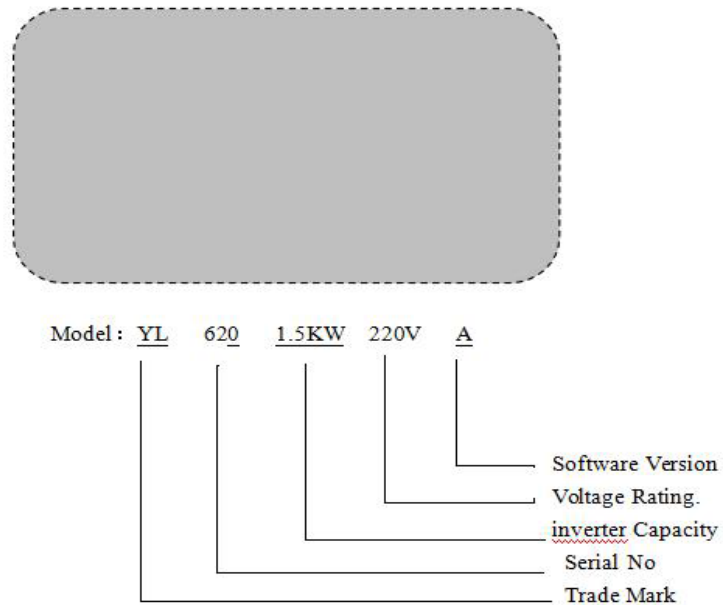 Model: YL 620 1.5KW 220V A
Software Version
Voltage Rating.
inverter Capacity
Serial No
Trade Mark